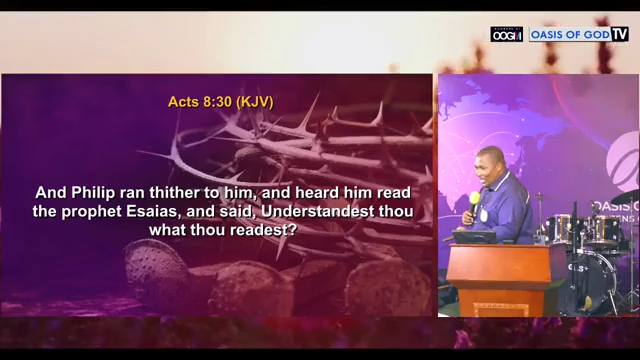 OOGM
OASIS OF GOD TV
Acts 8:30 (KJV)
And Philip ran thither to him, and heard him read
the prophet Esaias, and said, Understandest thou
what thou readest?
OASIS